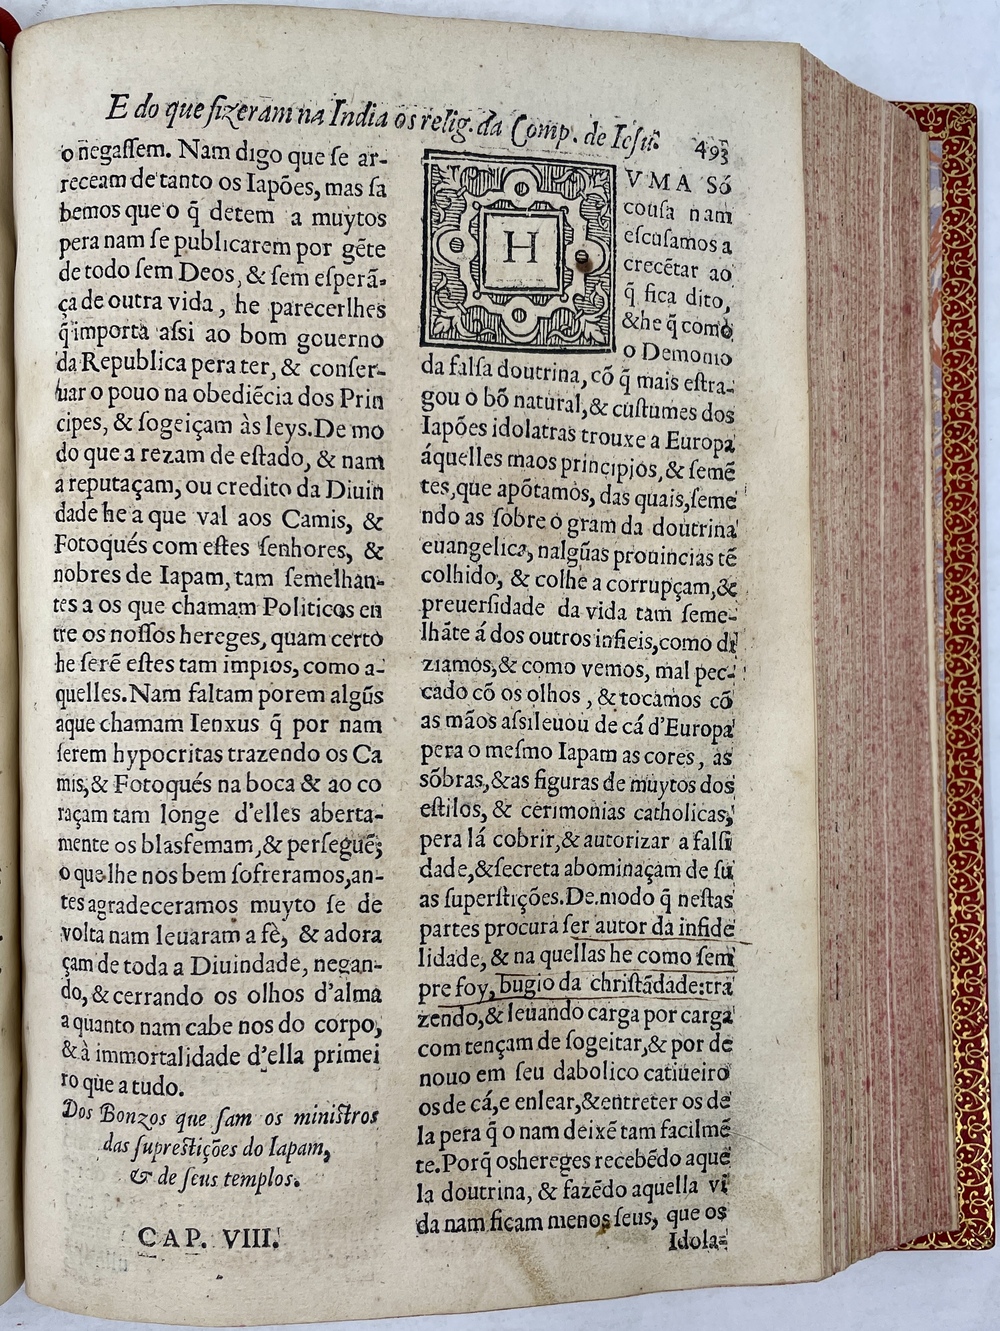 E do que fizeram na India os relig. da Comp. de Iesu. 493
o negassem. Nam digo que se ar-
receam de tanto os Iapões, mas sa
bemos que o q̃ detem a muytos
pera nam se publicarem por gẽte
de todo sem Deos, & sem esperã-
ça de outra vida, he parecerlhes
q̃ importa assi ao bom gouerno
da Republica pera ter, & conser-
uar o pouo na obediẽcia dos Prin
cipes, & sogeiçam às leys. De mo
do que a rezam de estado, & nam
a reputaçam, ou credito da Diuin
dade he a que val aos Camis, &
Fotoqués com estes senhores, &
nobres de Iapam, tam semelhan-
tes a os que chamam Politicos en
tre os nossos hereges, quam certo
he serẽ estes tam impios, como a-
quelles. Nam faltam porem algũs
aque chamam Ienxus q̃ por nam
serem hypocritas trazendo os Ca
mis, & Fotoqués na boca & ao co
raçam tam longe d'elles aberta-
mente os blasfemam, & perseguẽ;
o que lhe nos bem sofreramos, an-
tes agradeceramos muyto se de
volta nam leuaram a fè, & adora
çam de toda a Diuindade, negan-
do, & cerrando os olhos d'alma
a quanto nam cabe nos do corpo,
& à immortalidade d'ella primei
ro que a tudo.
Dos Bonzos que sam os ministros
das suprestições do Iapam,
& de seus templos.
CAP. VIII.
H
VMA Só
cousa nam
escusamos a
crecẽtar ao
q̃ fica dito,
& he q̃ como
o Demonio
da falsa doutrina, cõ q̃ mais estra-
gou o bõ natural, & custumes dos
Iapões idolatras trouxe a Europa
áquelles maos principjos, & semẽ
tes, que apõtamos, das quais, seme
ndo as sobre o gram da doutrina
euangelica, nalgũas prouincias tẽ
colhido, & colhe a corrupçam, &
preuersidade da vida tam seme-
lhãte á dos outros infieis, como di
ziamos, & como vemos, mal pec-
cado cõ os olhos, & tocamos cõ
as mãos assi leuou de cá d'Europa
pera o mesmo Iapam as cores, as
sõbras, & as figuras de muytos dos
estilos, & cerimonias catholicas,
pera lá cobrir, & autorizar a falsi
dade, & secreta abominaçam de su
as superstições. De modo q̃ nestas
partes procura ser autor da infide
lidade, & na quellas he como sem
pre foy, bugio da christãdade: tra
zendo, & leuando carga por carga
com tençam de sogeitar, & por de
nouo em seu dabolico catiueiro
os de cá, e enlear, & entreter os de
la pera q̃ o nam deixẽ tam facilmẽ
te. Porq̃ os hereges recebẽdo aque
la doutrina, & fazẽdo aquella vi
da nam ficam menos seus, que os
Idola-